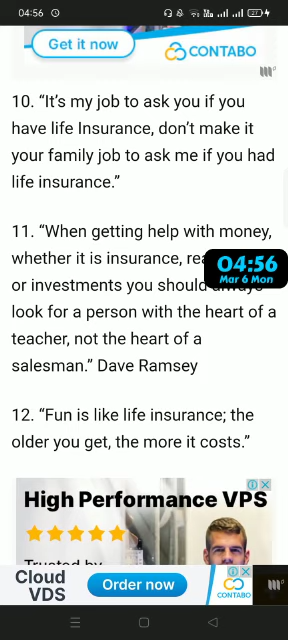 04:56
Get it now
CONTABO
10. “It’s my job to ask you if you
have life Insurance, don’t make it
your family job to ask me if you had
life insurance.”
11. “When getting help with money,
whether it is insurance,
04:56
Mar 6 Mon
or investments you should always
look for a person with the heart of a
teacher, not the heart of a
salesman.” Dave Ramsey
12. “Fun is like life insurance; the
older you get, the more it costs.”
High Performance VPS
Trusted by
Cloud
VDS
Order now
CONTABO